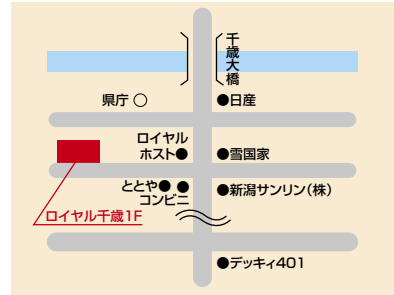 千歳大橋
県庁○
●日産
ロイヤル
ホスト●
●雪国家
ととや● ●
コンビニ
●新潟サンリン(株)
ロイヤル千歳1F
●デッキィ401